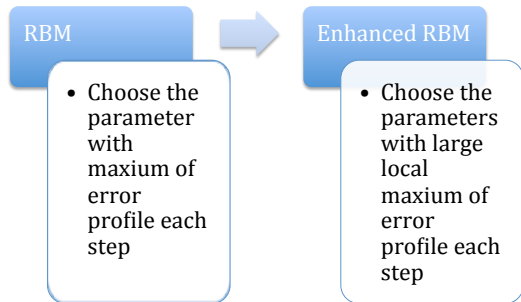 RBM
• Choose the
parameter
with
maxium of
error
profile each
step
Enhanced RBM
• Choose the
parameters
with large
local
maxium of
error
profile each
step